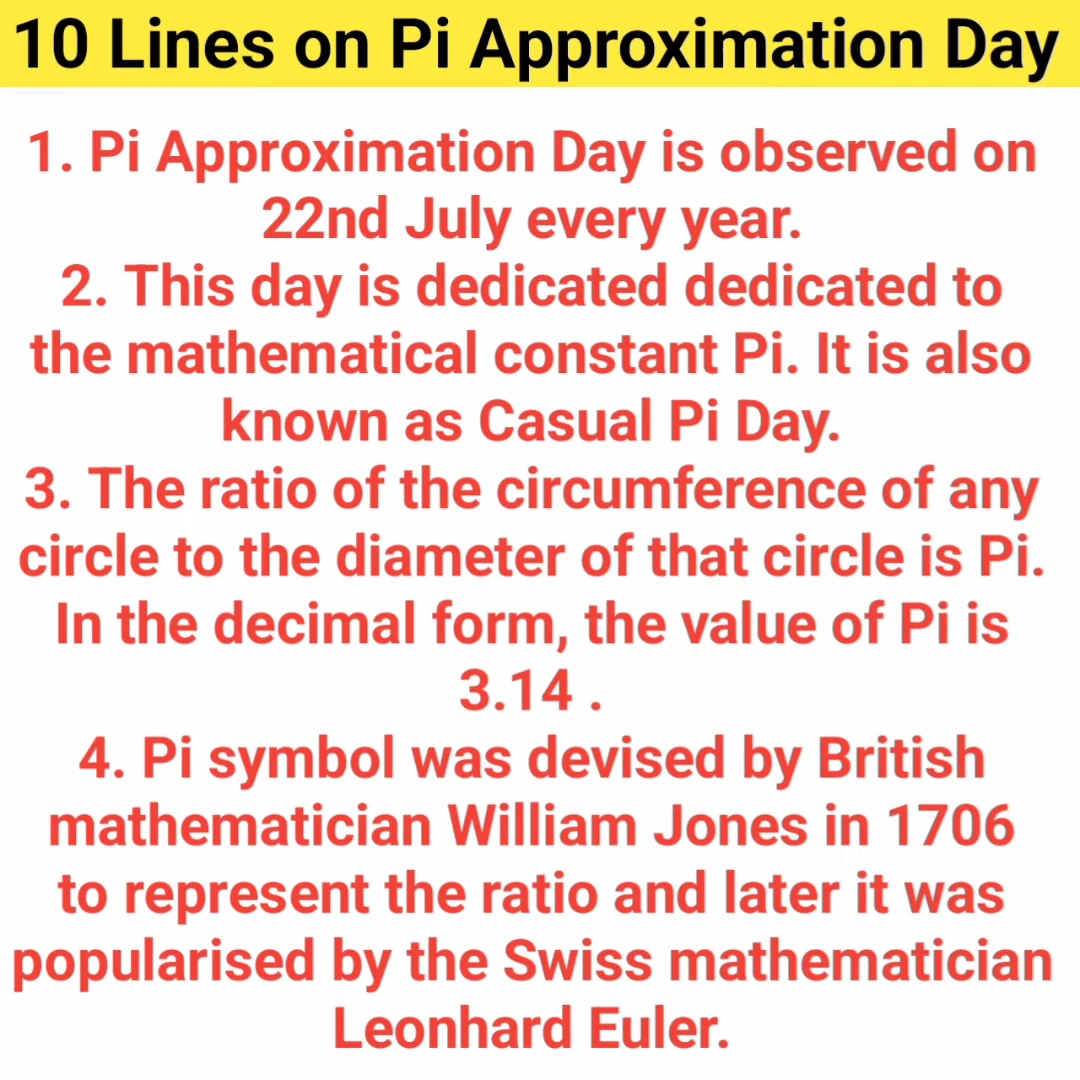 10 Lines on Pi Approximation Day
1. Pi Approximation Day is observed on
22nd July every year.
2. This day is dedicated dedicated to
the mathematical constant Pi. It is also
known as Casual Pi Day.
3. The ratio of the circumference of any
circle to the diameter of that circle is Pi.
In the decimal form, the value of Pi is
3.14 .
4. Pi symbol was devised by British
mathematician William Jones in 1706
to represent the ratio and later it was
popularised by the Swiss mathematician
Leonhard Euler.